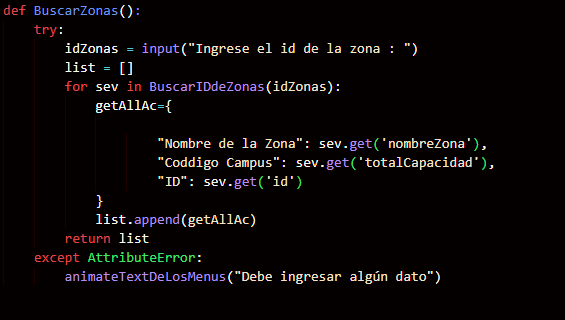 def BuscarZonas():
try:
idZonas = input("Ingrese el id de la zona : ")
list = []
for sev in BuscarIDdeZonas(idZonas):
getAllAc={
"Nombre de la Zona": sev.get('nombreZona'),
"Coddigo Campus": sev.get('totalCapacidad'),
"ID": sev.get('id')
}
list.append(getAllAc)
return list
except AttributeError:
animateTextDeLosMenus("Debe ingresar algún dato")